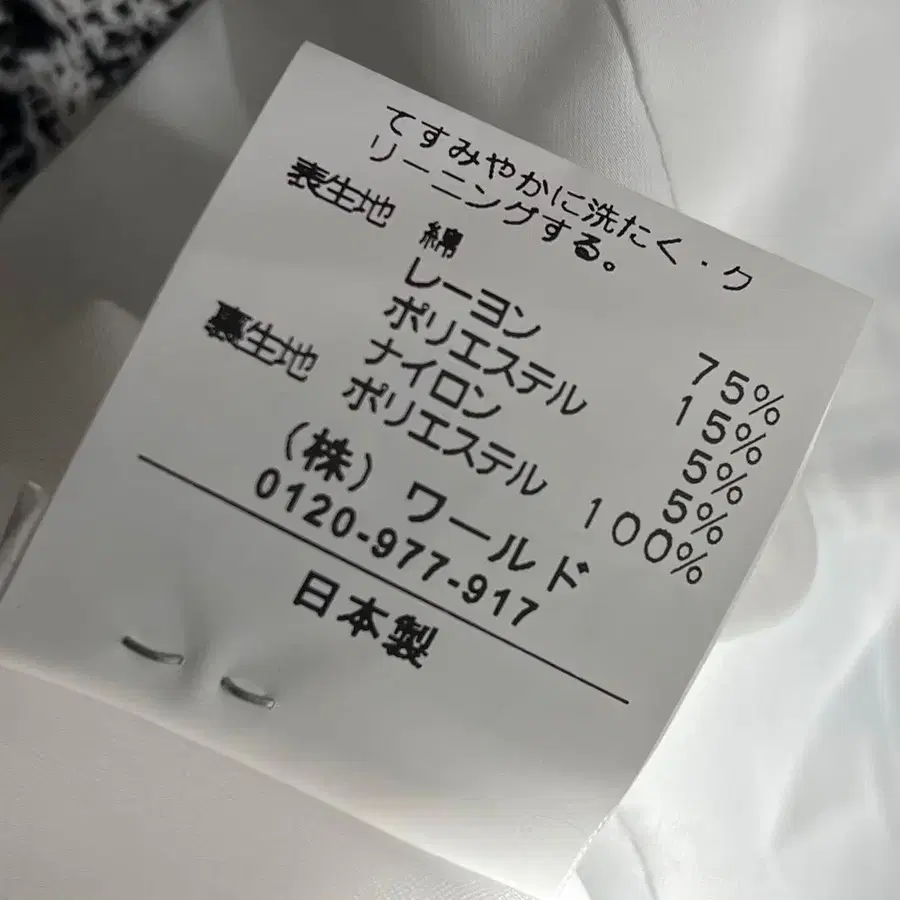 てすみやかに洗たく・ク
リーニングする。
表生地 綿 75%
レーヨン 15%
ポリエステル 5%
ナイロン 5%
裏生地 ポリエステル 100%
(株) ワールド
0120-977-917
日本製